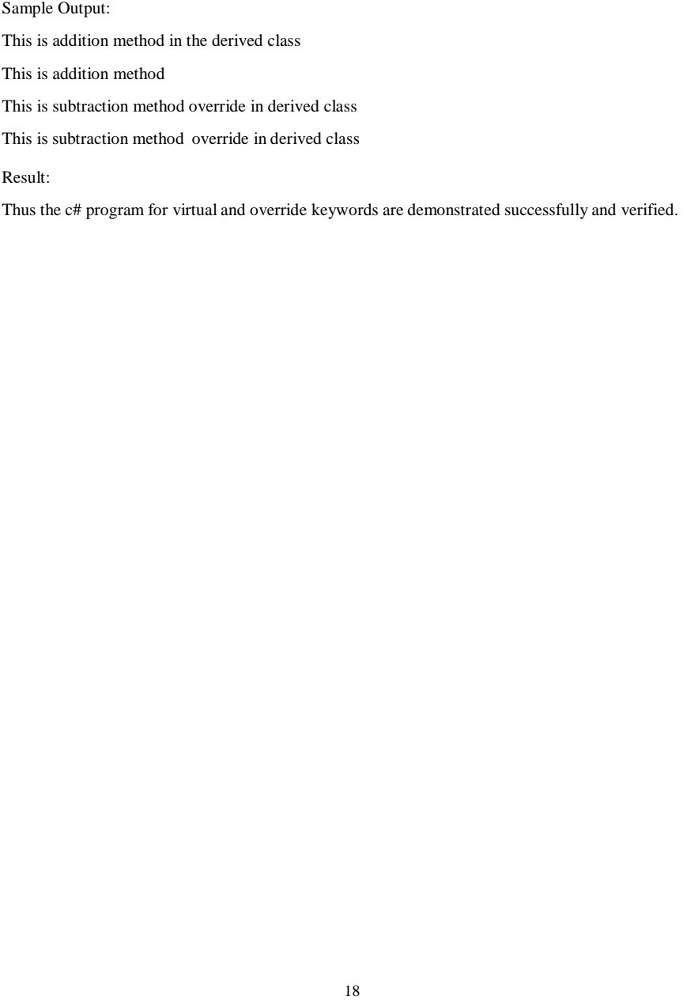 Sample Output:
This is addition method in the derived class
This is addition method
This is subtraction method override in derived class
This is subtraction method  override in derived class
Result:
Thus the c# program for virtual and override keywords are demonstrated successfully and verified.
18